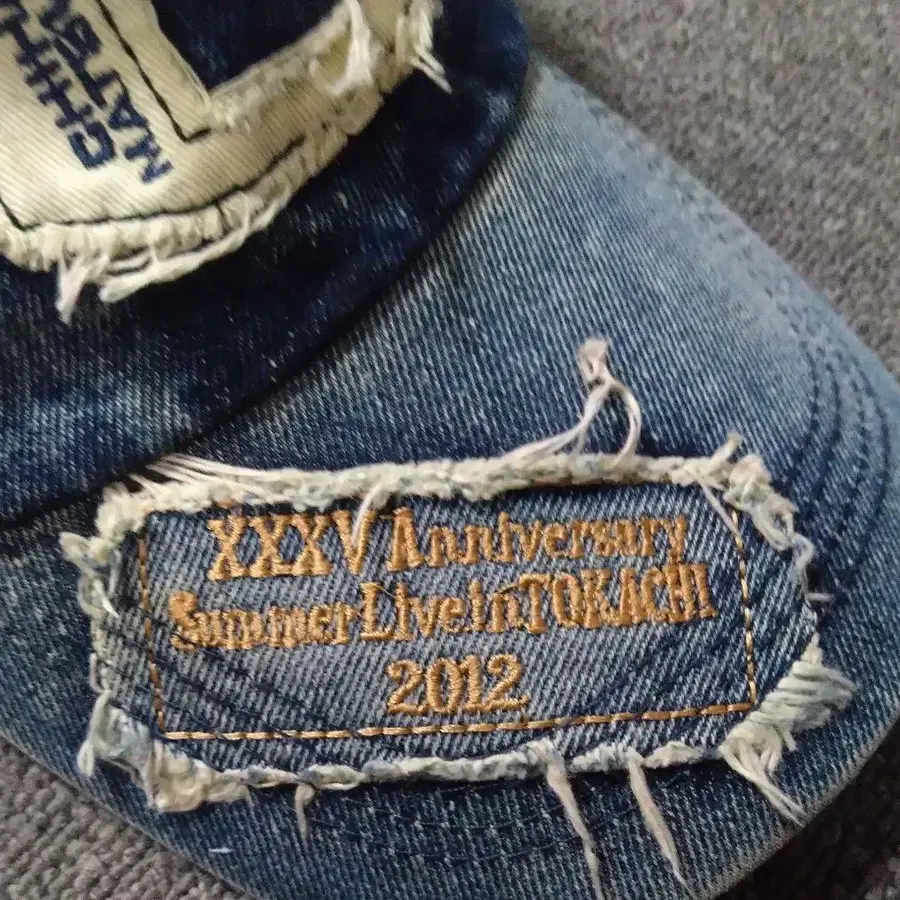 XXXV Anniversary
Summer Live in TOKACHI
2012